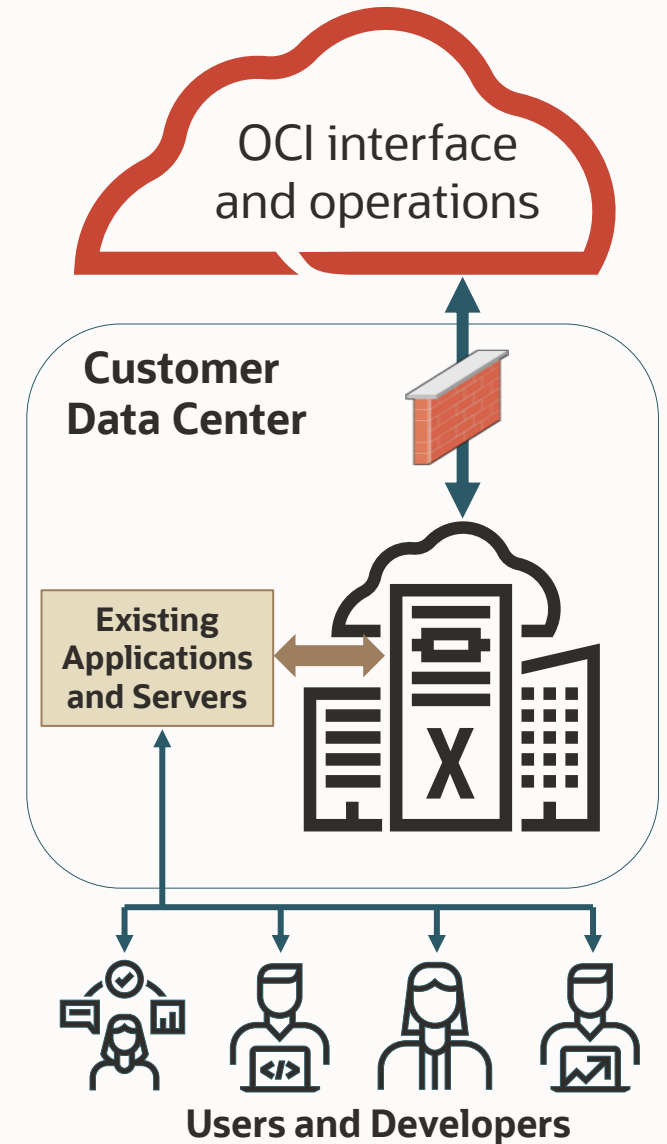 OCI interface
and operations
Customer
Data Center
Existing
Applications
and Servers
X
</>
Users and Developers